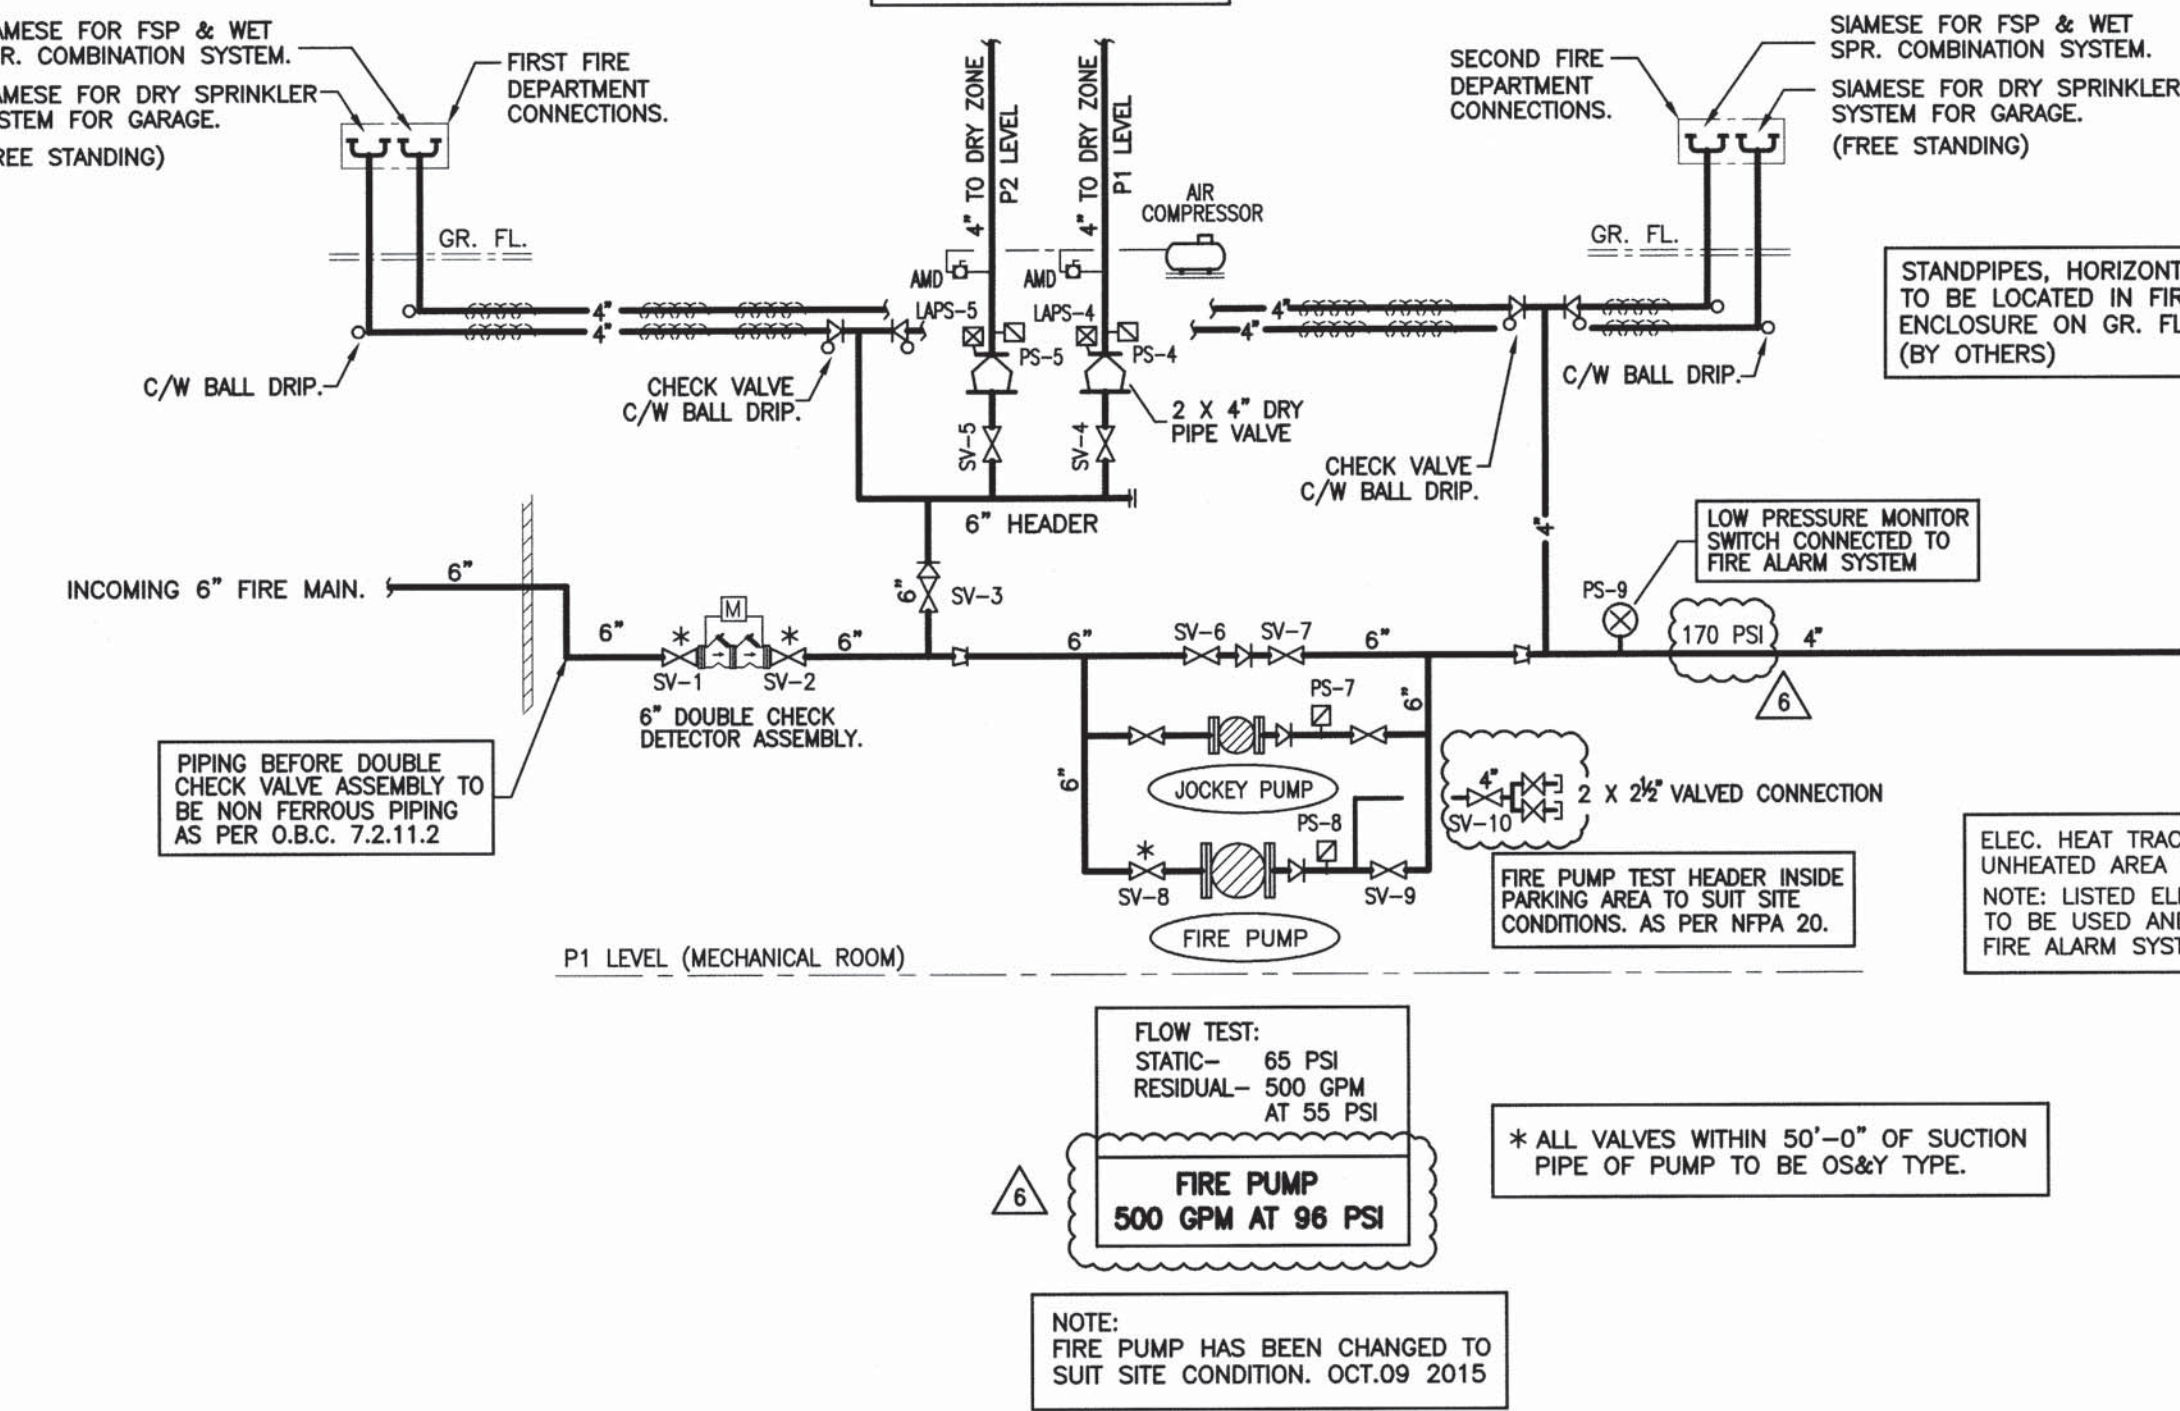 AMESE FOR FSP & WET
R. COMBINATION SYSTEM.
AMESE FOR DRY SPRINKLER
STEM FOR GARAGE.
REE STANDING)
FIRST FIRE
DEPARTMENT
CONNECTIONS.
GR. FL.
4" TO DRY ZONE
P2 LEVEL
4" TO DRY ZONE
P1 LEVEL
AIR
COMPRESSOR
AMD
AMD
LAPS-5
LAPS-4
PS-5
PS-4
SECOND FIRE
DEPARTMENT
CONNECTIONS.
SIAMESE FOR FSP & WET
SPR. COMBINATION SYSTEM.
SIAMESE FOR DRY SPRINKLER
SYSTEM FOR GARAGE.
(FREE STANDING)
GR. FL.
STANDPIPES, HORIZONT
TO BE LOCATED IN FIR
ENCLOSURE ON GR. FL
(BY OTHERS)
4"
4"
4"
4"
C/W BALL DRIP.
CHECK VALVE
C/W BALL DRIP.
2 X 4" DRY
PIPE VALVE
SV-5
SV-4
CHECK VALVE
C/W BALL DRIP.
C/W BALL DRIP.
6" HEADER
4"
LOW PRESSURE MONITOR
SWITCH CONNECTED TO
FIRE ALARM SYSTEM
INCOMING 6" FIRE MAIN.
6"
6"
SV-3
PS-9
6"
M
6"
6"
SV-6
SV-7
6"
170 PSI
4"
SV-1
SV-2
6" DOUBLE CHECK
DETECTOR ASSEMBLY.
PS-7
6"
6
PIPING BEFORE DOUBLE
CHECK VALVE ASSEMBLY TO
BE NON FERROUS PIPING
AS PER O.B.C. 7.2.11.2
6"
JOCKEY PUMP
4"
2 X 2½" VALVED CONNECTION
SV-10
PS-8
SV-8
SV-9
FIRE PUMP
FIRE PUMP TEST HEADER INSIDE
PARKING AREA TO SUIT SITE
CONDITIONS. AS PER NFPA 20.
ELEC. HEAT TRAC
UNHEATED AREA
NOTE: LISTED ELE
TO BE USED AND
FIRE ALARM SYST
P1 LEVEL (MECHANICAL ROOM)
FLOW TEST:
STATIC- 65 PSI
RESIDUAL- 500 GPM
AT 55 PSI
6
FIRE PUMP
500 GPM AT 96 PSI
* ALL VALVES WITHIN 50'-0" OF SUCTION
PIPE OF PUMP TO BE OS&Y TYPE.
NOTE:
FIRE PUMP HAS BEEN CHANGED TO
SUIT SITE CONDITION. OCT.09 2015